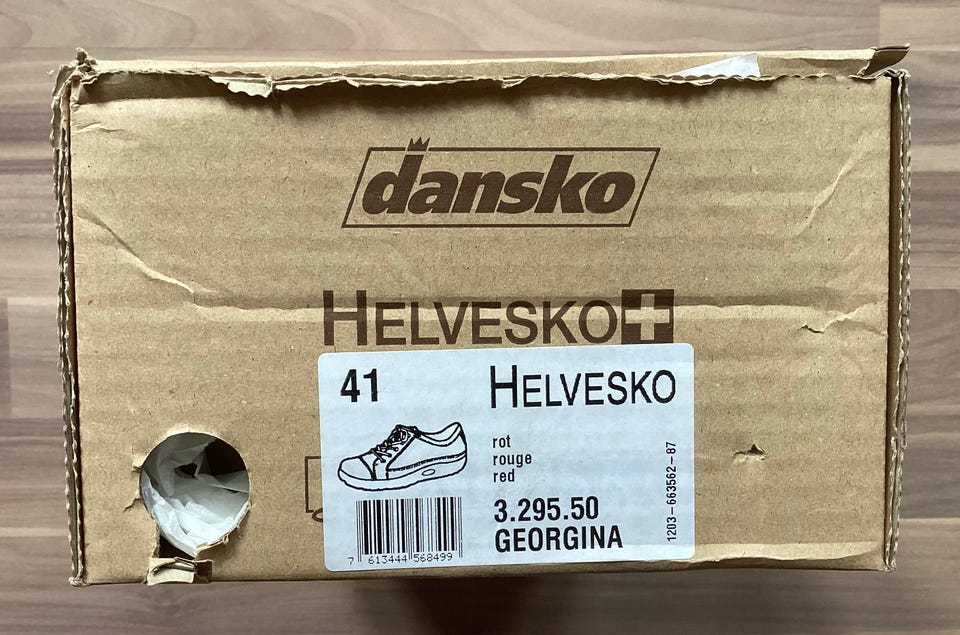 dansko
HELVESKO
41
HELVESKO
rot
rouge
red
3.295.50
GEORGINA
1203-663562-87
7 613444 568499